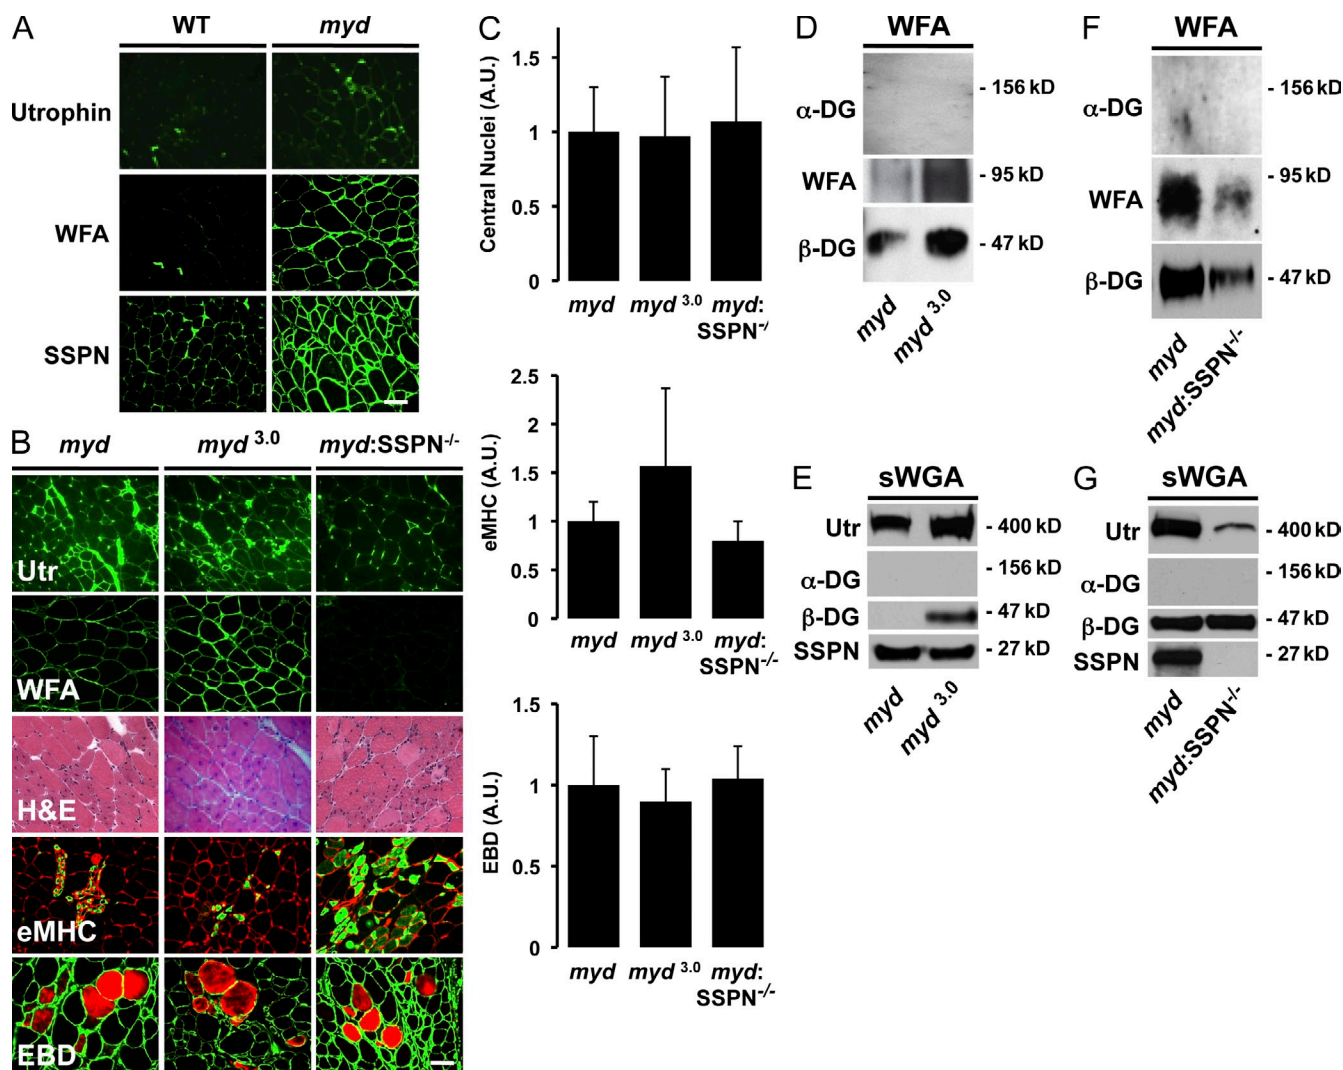 A
WT
myd
Utrophin
WFA
SSPN
B
myd
myd 3.0
myd:SSPN-/-
Utr
WFA
H&E
eMHC
EBD
C
Central Nuclei (A.U.)
1.5
1
0.5
0
myd
myd 3.0
myd:
SSPN-/
eMHC (A.U.)
2.5
2
1.5
1
0.5
0
myd
myd 3.0
myd:
SSPN-/-
EBD (A.U.)
1.5
1
0.5
0
myd
myd 3.0
myd:
SSPN-/-
D
WFA
α-DG
- 156 kD
WFA
- 95 kD
β-DG
- 47 kD
myd
myd 3.0
E
sWGA
Utr
- 400 kD
α-DG
- 156 kD
β-DG
- 47 kD
SSPN
- 27 kD
myd
myd 3.0
F
WFA
α-DG
- 156 kD
WFA
- 95 kD
β-DG
- 47 kD
myd
myd:SSPN-/-
G
sWGA
Utr
- 400 kD
α-DG
- 156 kD
β-DG
- 47 kD
SSPN
- 27 kD
myd
myd:SSPN-/-